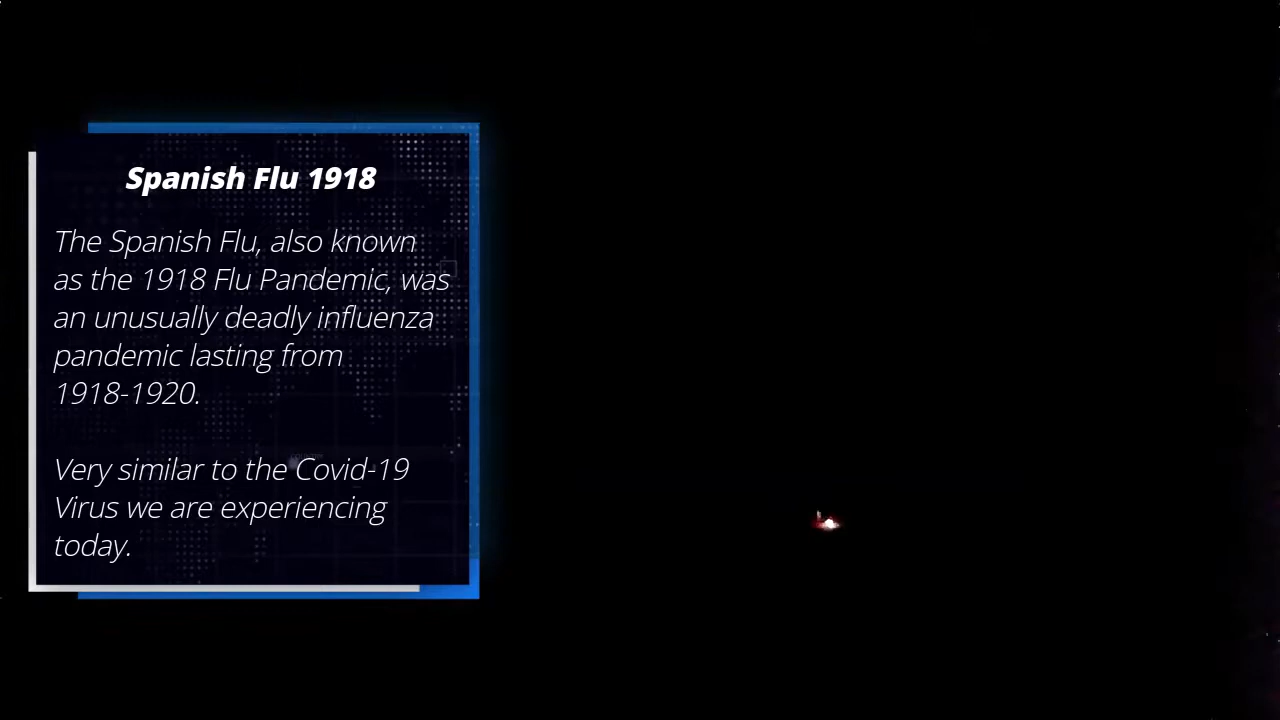 Spanish Flu 1918
The Spanish Flu, also known
as the 1918 Flu Pandemic, was
an unusually deadly influenza
pandemic lasting from
1918-1920.
Very similar to the Covid-19
Virus we are experiencing
today.